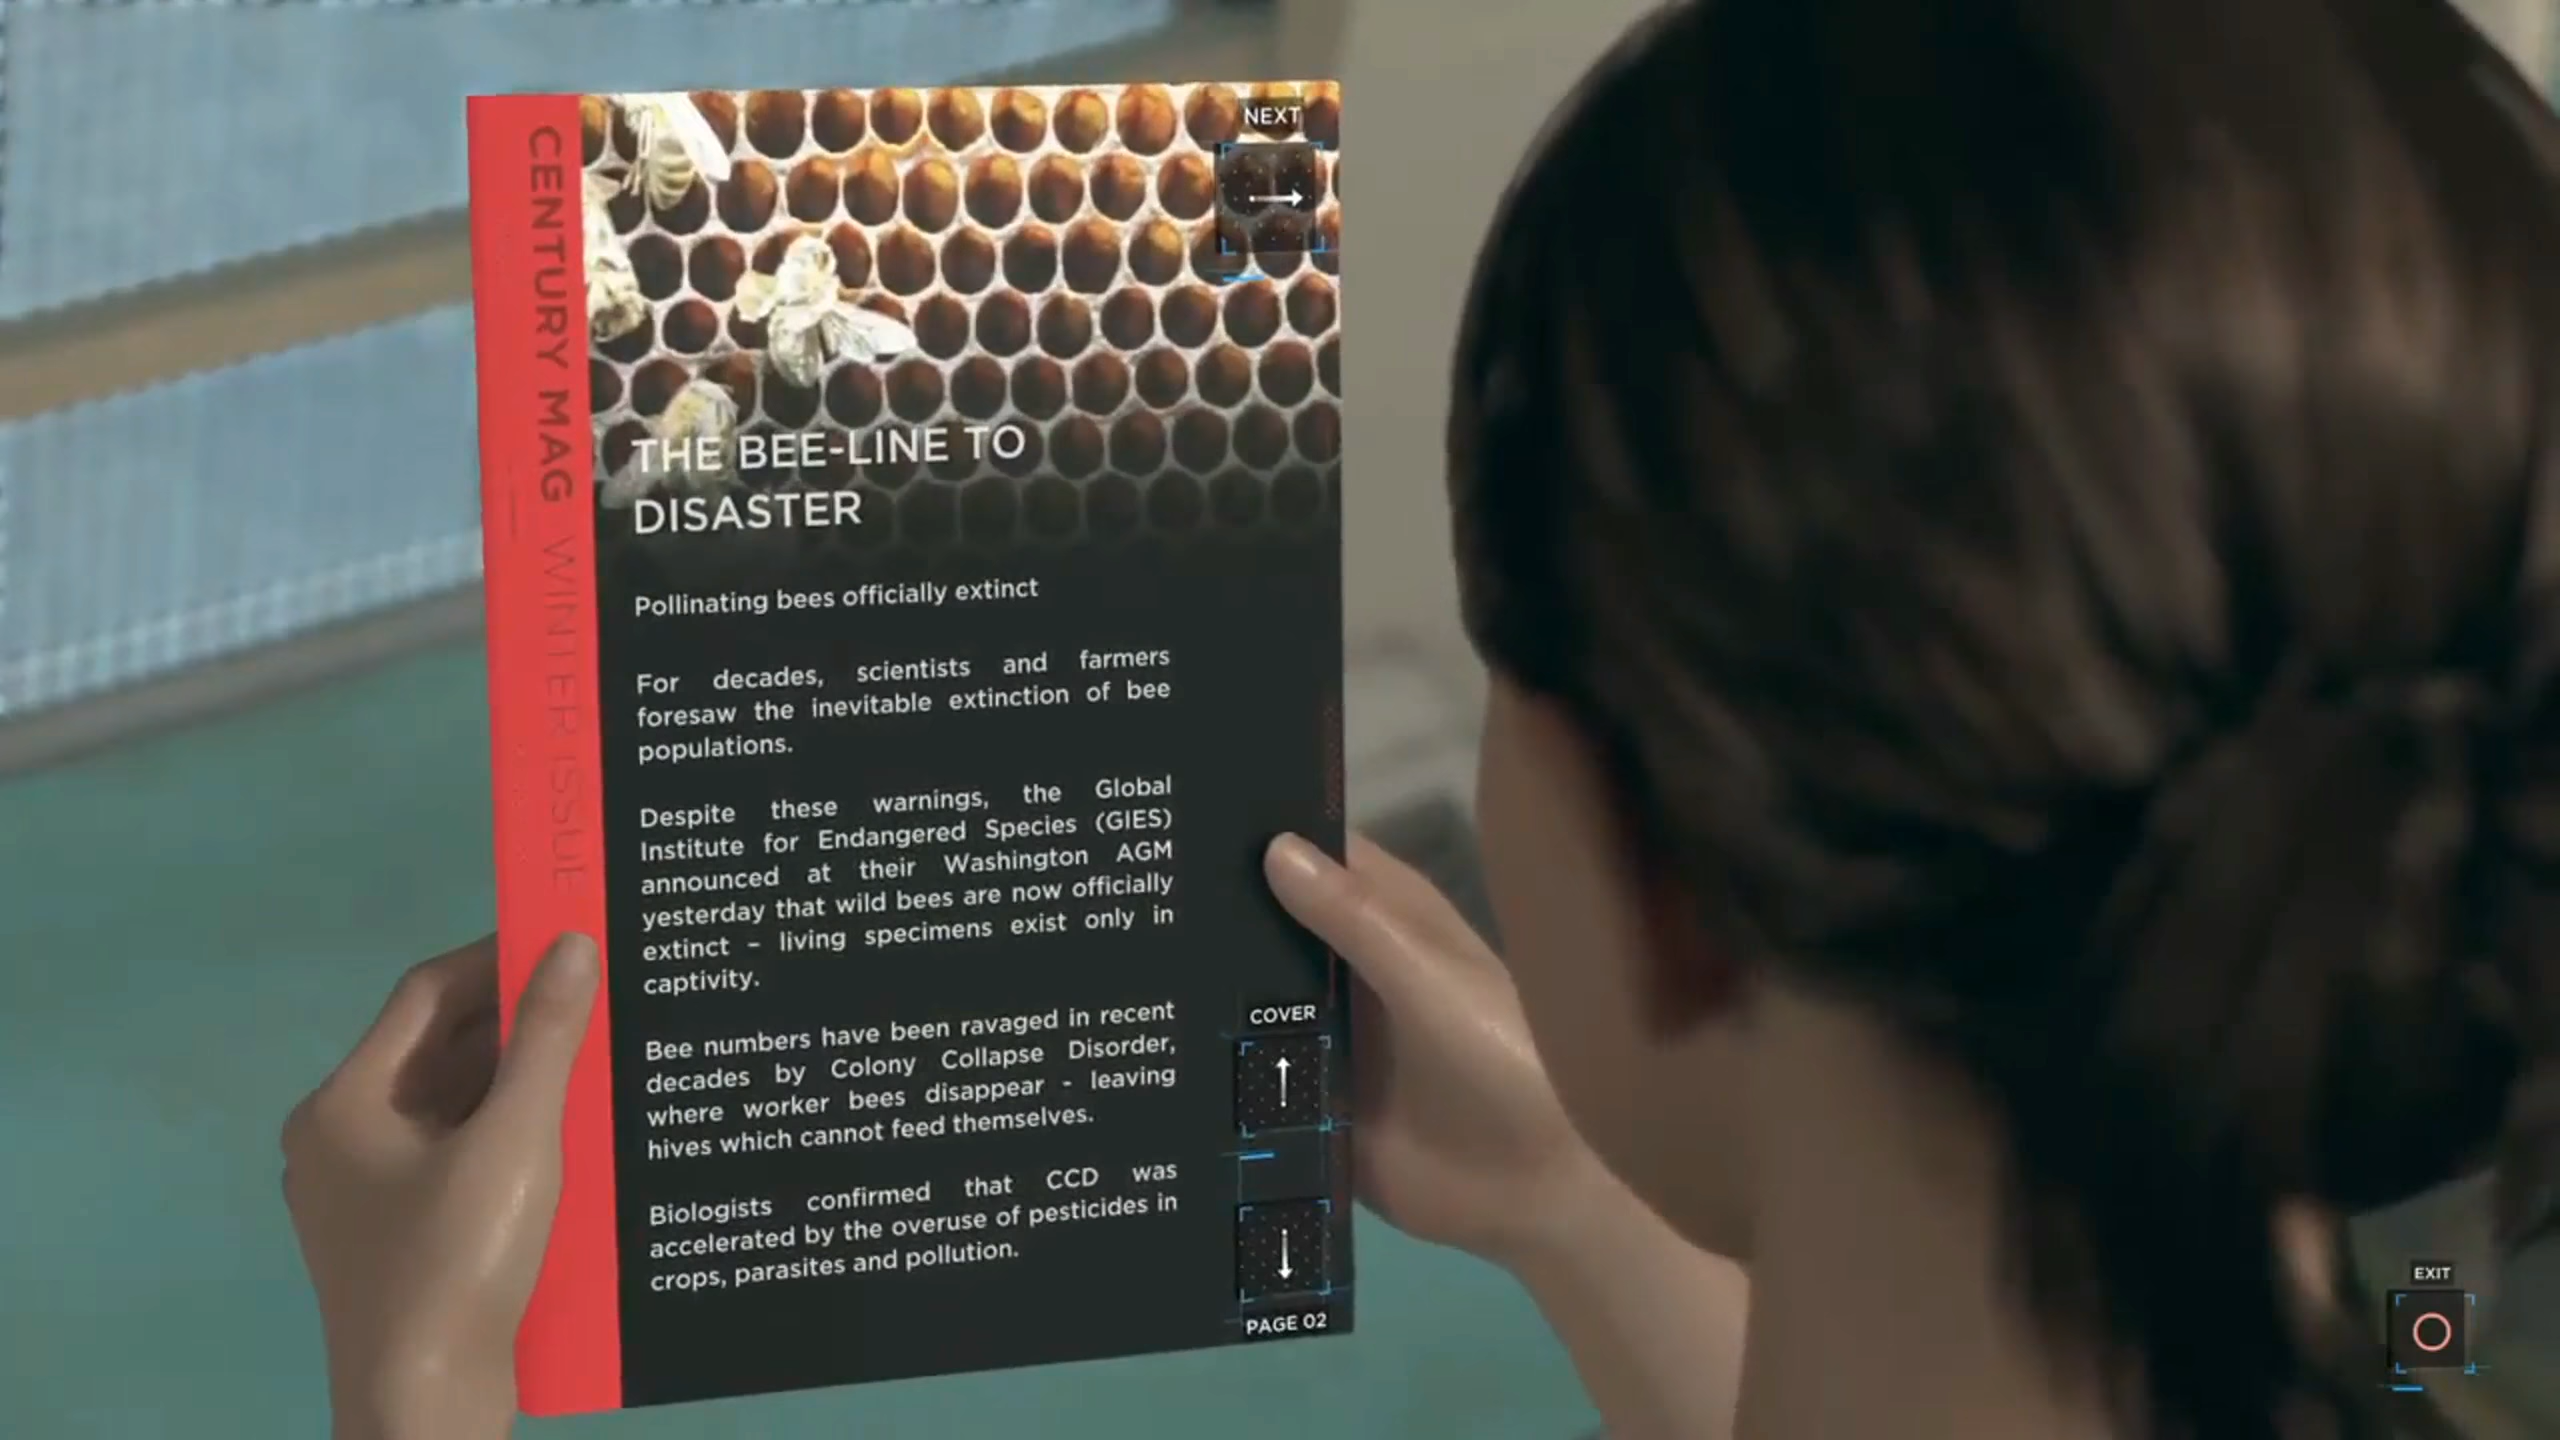 CENTURY MAG WINTER ISSUE
NEXT
THE BEE-LINE TO
DISASTER
Pollinating bees officially extinct
For decades, scientists and farmers
foresaw the inevitable extinction of bee
populations.
Despite these warnings, the Global
Institute for Endangered Species (GIES)
announced at their Washington AGM
yesterday that wild bees are now officially
extinct – living specimens exist only in
captivity.
Bee numbers have been ravaged in recent
decades by Colony Collapse Disorder,
where worker bees disappear - leaving
hives which cannot feed themselves.
Biologists confirmed that CCD was
accelerated by the overuse of pesticides in
crops, parasites and pollution.
COVER
PAGE 02
EXIT